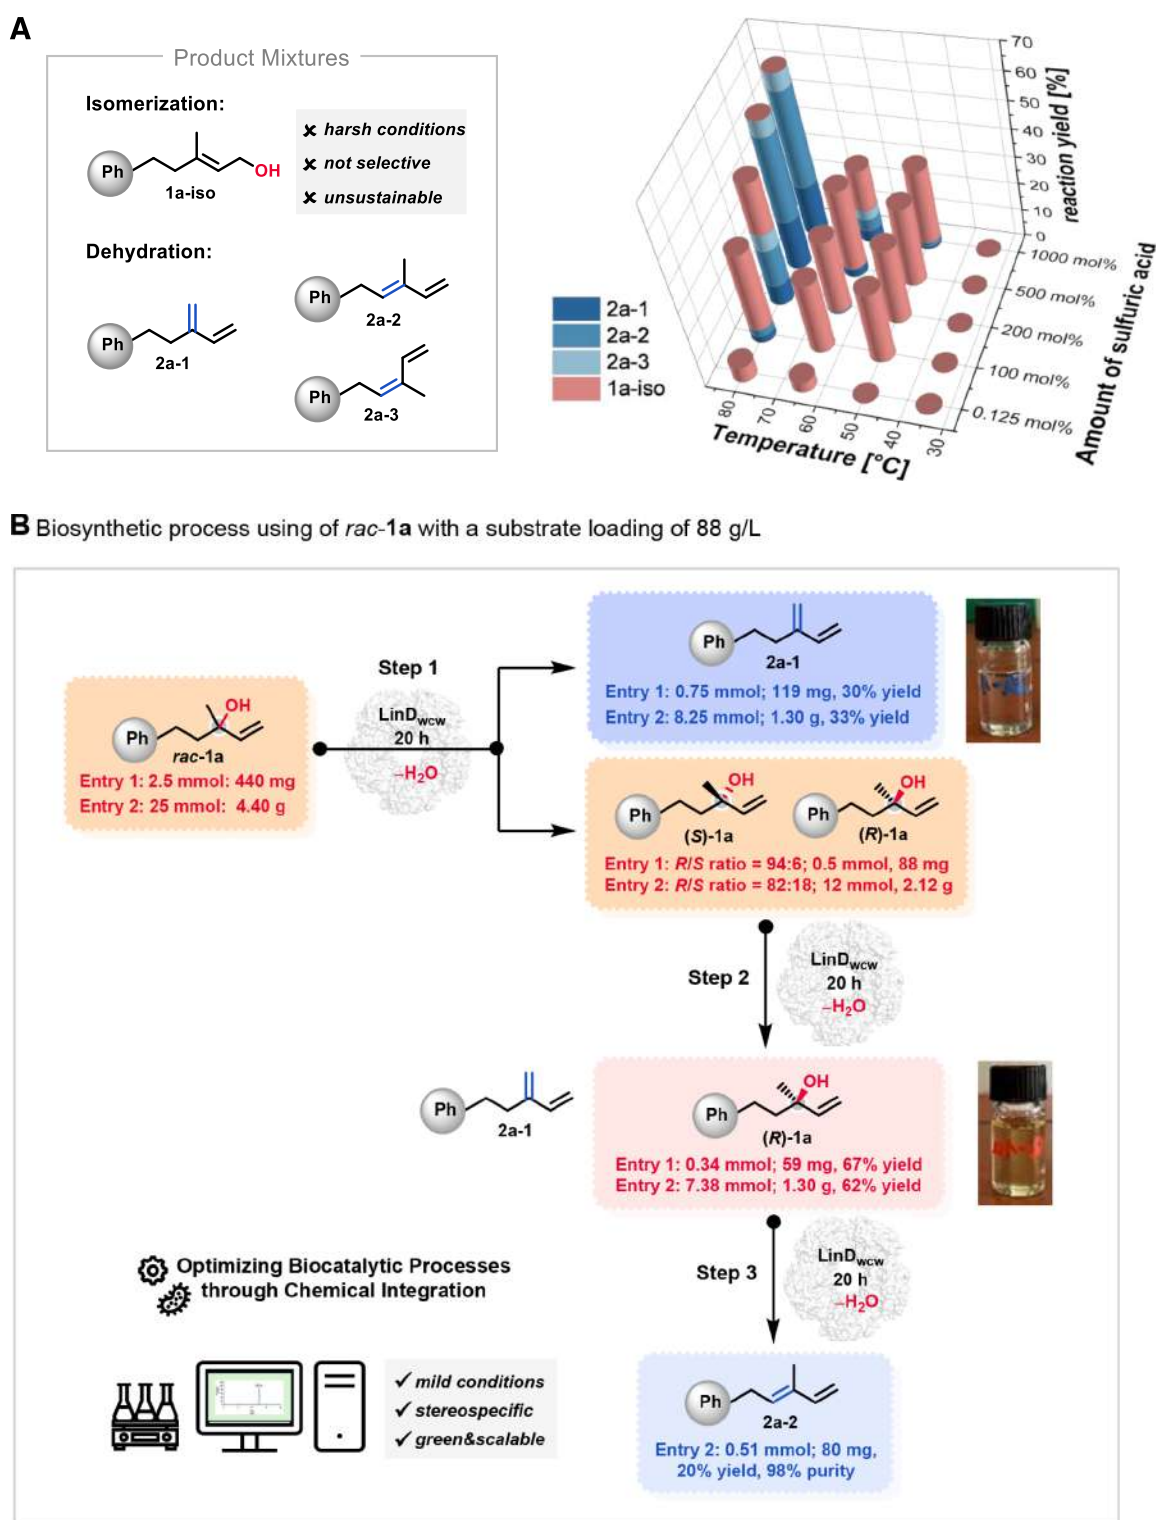 A
Product Mixtures
Isomerization:
Ph
OH
1a-iso
✘ harsh conditions
✘ not selective
✘ unsustainable
Dehydration:
Ph
2a-1
Ph
2a-2
Ph
2a-3
2a-1
2a-2
2a-3
1a-iso
70
60
50
40
30
20
10
0
reaction yield [%]
1000 mol%
500 mol%
200 mol%
100 mol%
0.125 mol%
Amount of sulfuric acid
80
70
60
50
40
30
Temperature [°C]
B Biosynthetic process using of rac-1a with a substrate loading of 88 g/L
Ph
OH
rac-1a
Entry 1: 2.5 mmol: 440 mg
Entry 2: 25 mmol: 4.40 g
Step 1
LinDWCW
20 h
–H2O
Ph
2a-1
Entry 1: 0.75 mmol; 119 mg, 30% yield
Entry 2: 8.25 mmol; 1.30 g, 33% yield
Ph
OH
(S)-1a
Ph
OH
(R)-1a
Entry 1: R/S ratio = 94:6; 0.5 mmol, 88 mg
Entry 2: R/S ratio = 82:18; 12 mmol, 2.12 g
Step 2
LinDWCW
20 h
–H2O
Ph
2a-1
Ph
OH
(R)-1a
Entry 1: 0.34 mmol; 59 mg, 67% yield
Entry 2: 7.38 mmol; 1.30 g, 62% yield
Step 3
LinDWCW
20 h
–H2O
Optimizing Biocatalytic Processes
through Chemical Integration
✓ mild conditions
✓ stereospecific
✓ green&scalable
Ph
2a-2
Entry 2: 0.51 mmol; 80 mg,
20% yield, 98% purity